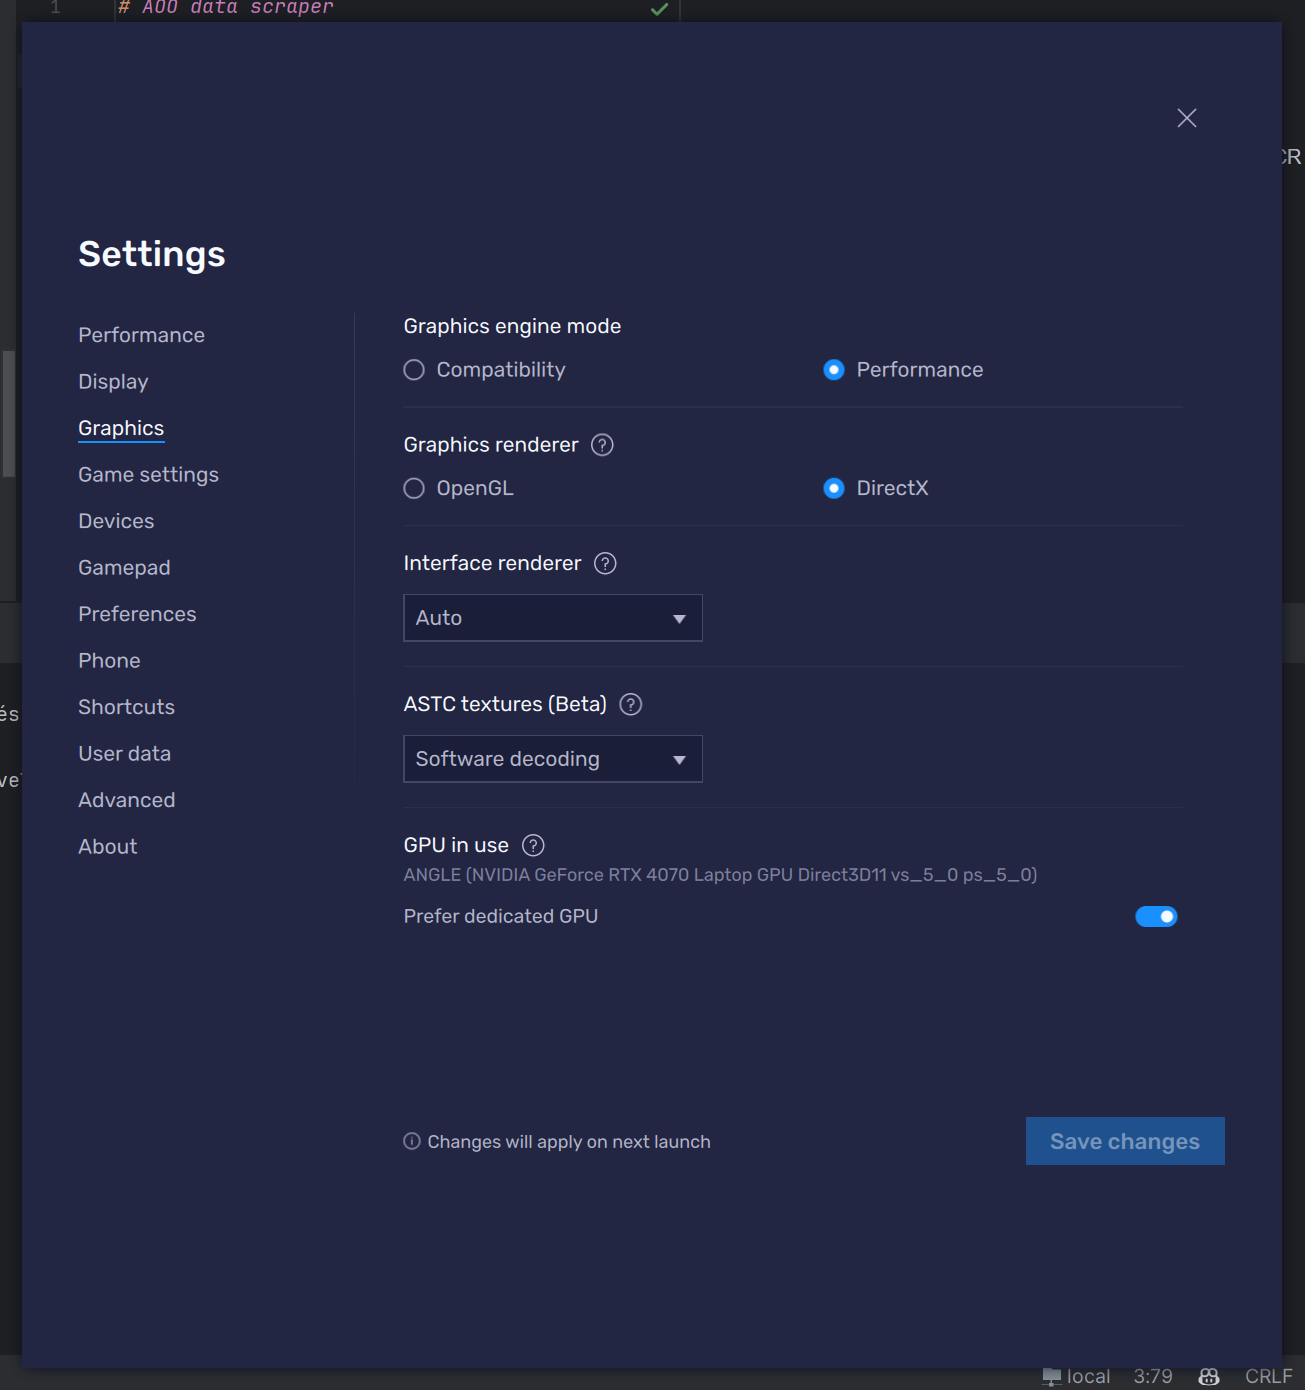 1 # AOO data scraper
CR
Settings
Performance
Display
Graphics
Game settings
Devices
Gamepad
Preferences
Phone
Shortcuts
User data
Advanced
About
Graphics engine mode
Compatibility Performance
Graphics renderer ?
OpenGL DirectX
Interface renderer ?
Auto
ASTC textures (Beta) ?
Software decoding
GPU in use ?
ANGLE (NVIDIA GeForce RTX 4070 Laptop GPU Direct3D11 vs_5_0 ps_5_0)
Prefer dedicated GPU
Changes will apply on next launch
Save changes
és
ve
local 3:79 CRLF